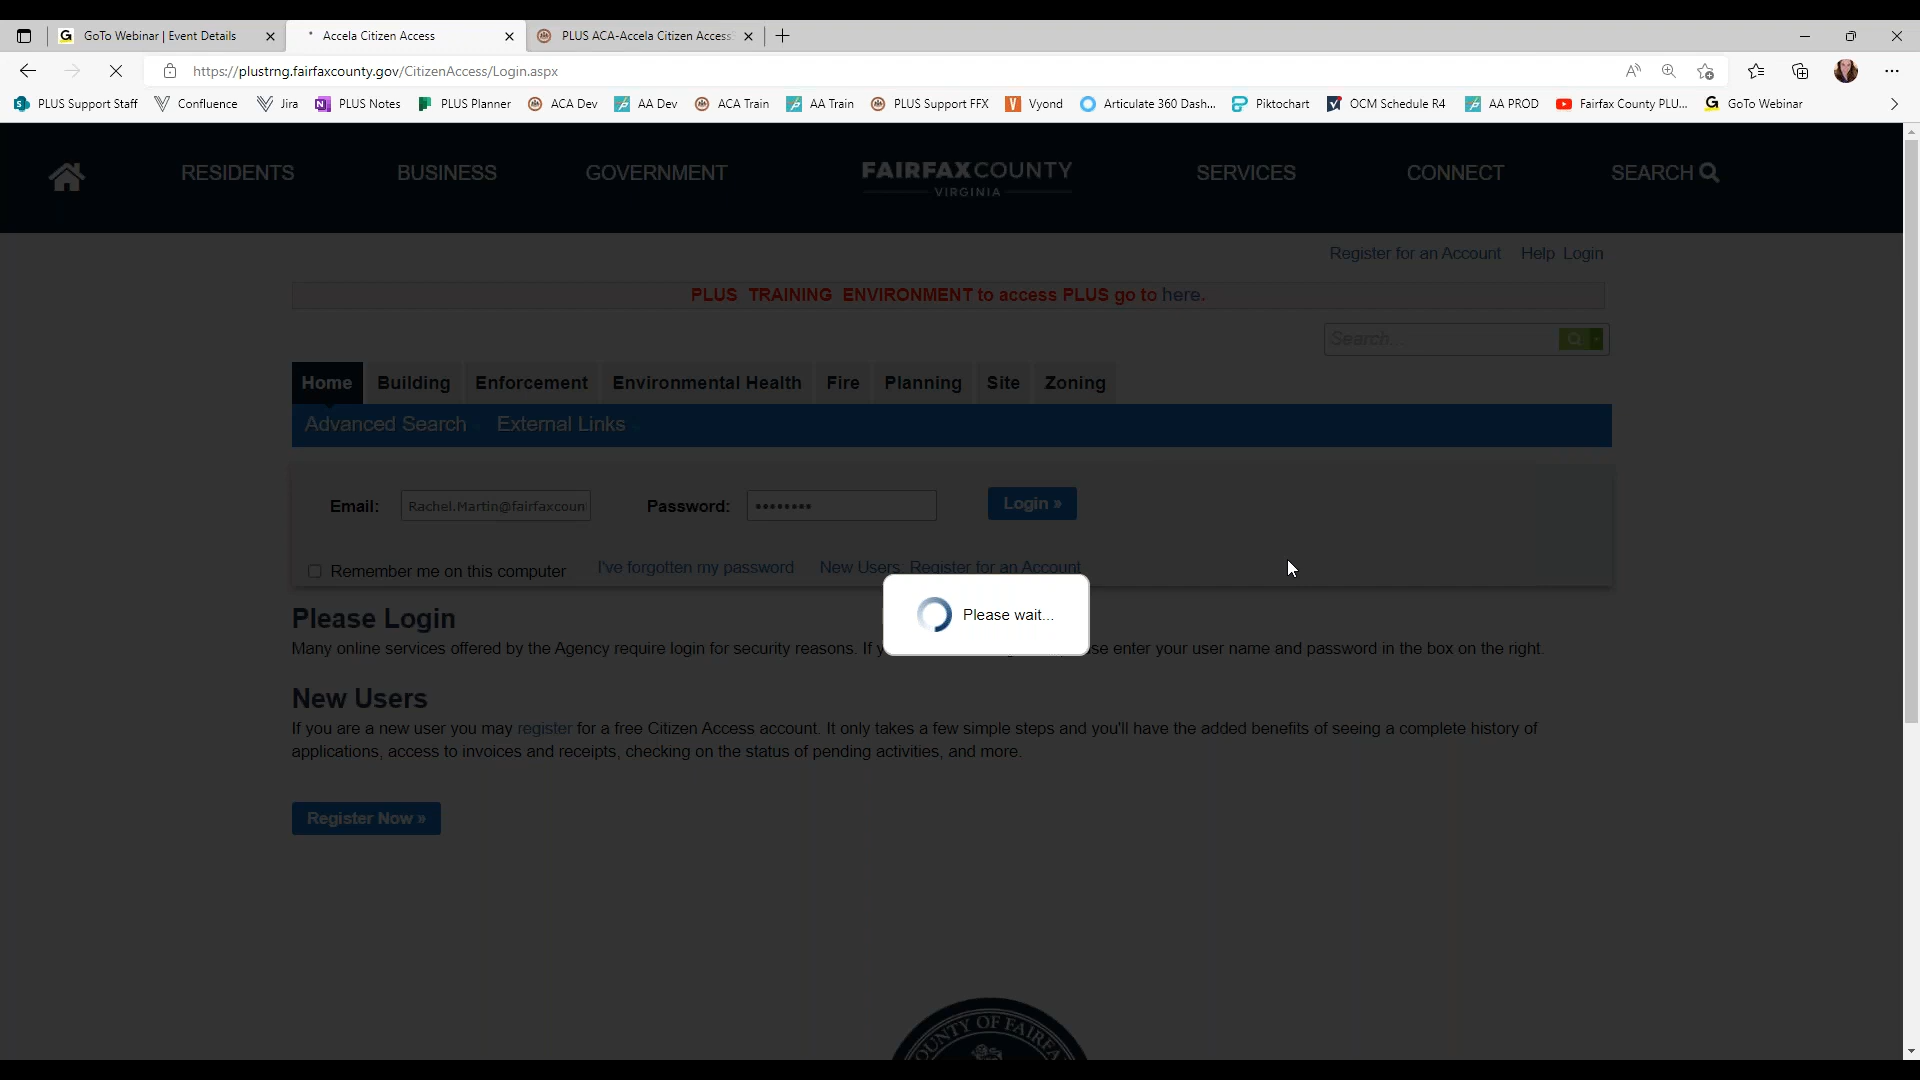 GoTo Webinar | Event Details
Accela Citizen Access
PLUS ACA-Accela Citizen Access
https://plustrng.fairfaxcounty.gov/CitizenAccess/Login.aspx
PLUS Support Staff
Confluence
Jira
PLUS Notes
PLUS Planner
ACA Dev
AA Dev
ACA Train
AA Train
PLUS Support FFX
Vyond
Articulate 360 Dash...
Piktochart
OCM Schedule R4
AA PROD
Fairfax County PLU...
GoTo Webinar
RESIDENTS
BUSINESS
GOVERNMENT
FAIRFAX COUNTY
VIRGINIA
SERVICES
CONNECT
SEARCH
Register for an Account Help Login
PLUS TRAINING ENVIRONMENT to access PLUS go to here.
Search...
Home Building Enforcement Environmental Health Fire Planning Site Zoning
Advanced Search External Links
Email: Rachel.Martin@fairfaxcoun Password: •••••••• Login »
Remember me on this computer I've forgotten my password New Users: Register for an Account
Please wait...
Please Login
Many online services offered by the Agency require login for security reasons. If y se enter your user name and password in the box on the right.
New Users
If you are a new user you may register for a free Citizen Access account. It only takes a few simple steps and you'll have the added benefits of seeing a complete history of
applications, access to invoices and receipts, checking on the status of pending activities, and more.
Register Now »
COUNTY OF FAIRFA